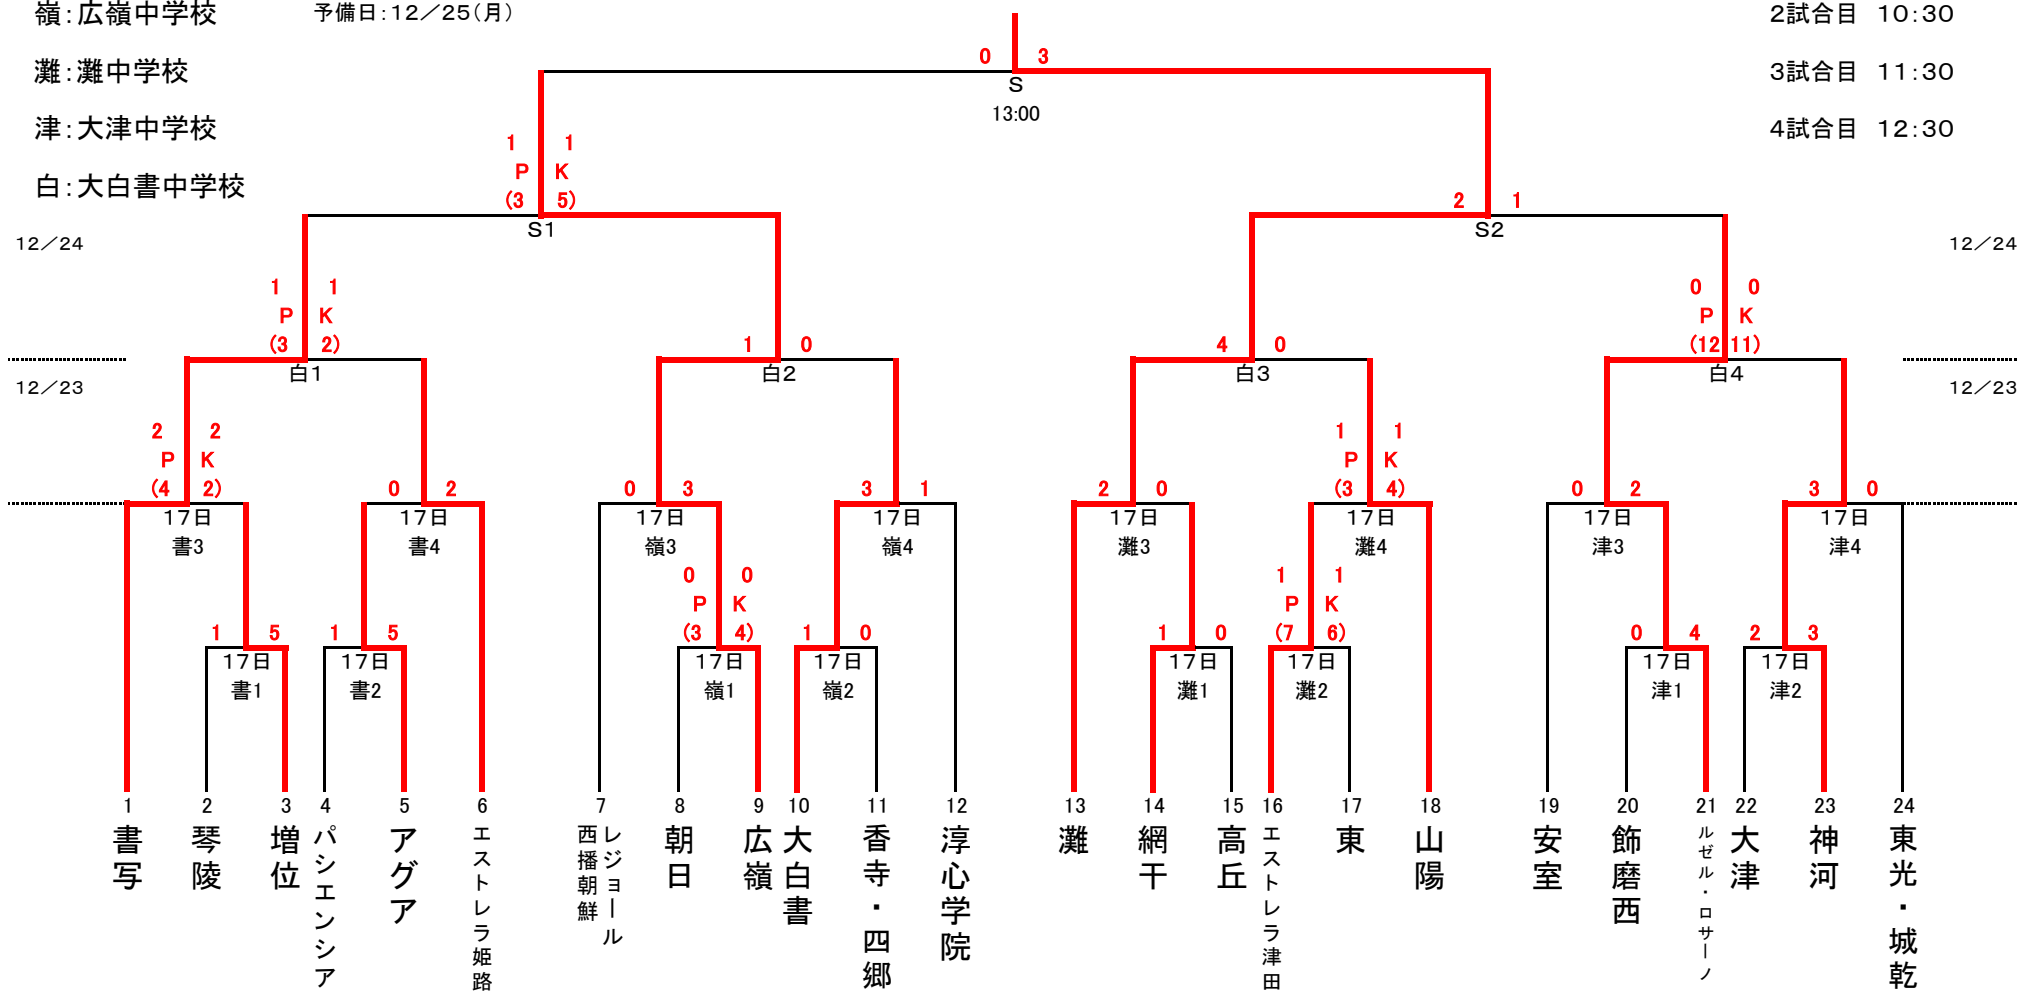 嶺：広嶺中学校
予備日：１２／２５（月）
２試合目　１０：３０
0 3
灘：灘中学校
S
３試合目　１１：３０
13:00
津：大津中学校
４試合目　１２：３０
1 1
P K
(3 5)
白：大白書中学校
2 1
S1
S2
１２／２４
１２／２４
1 1
P K
(3 2)
0 0
P K
(12 11)
1 0
4 0
白1
白2
白3
白4
１２／２３
１２／２３
2 2
P K
(4 2)
1 1
P K
(3 4)
0 2
0 3
3 1
2 0
0 2
3 0
17日
書3
17日
書4
17日
嶺3
17日
嶺4
17日
灘3
17日
灘4
17日
津3
17日
津4
0 0
P K
(3 4)
1 1
P K
(7 6)
1 5
1 5
1 0
1 0
0 4
2 3
17日
書1
17日
書2
17日
嶺1
17日
嶺2
17日
灘1
17日
灘2
17日
津1
17日
津2
1 2 3 4 5 6 7 8 9 10 11 12 13 14 15 16 17 18 19 20 21 22 23 24
書写
琴陵
増位
パシエンシア
アグア
エストレラ姫路
レジョール
西播朝鮮
朝日
広嶺
大白書
香寺・四郷
淳心学院
灘
網干
高丘
エストレラ津田
東
山陽
安室
飾磨西
ルゼル・ロサーノ
大津
神河
東光・城乾